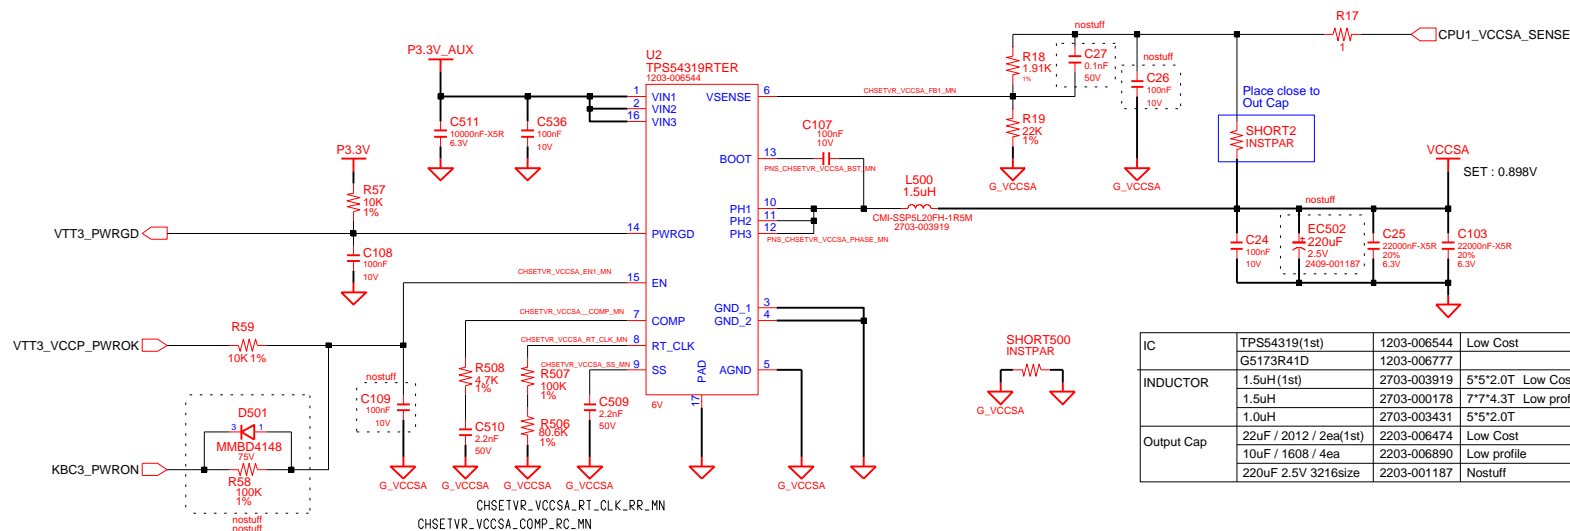 R17
nostuff
CPU1_VCCSA_SENSE
1
P3.3V_AUX
U2
TPS54319RTER
1203-006544
R18
1.91K
1%
C27
0.1nF
50V
nostuff
C26
100nF
10V
1 VIN1
2 VIN2
16 VIN3
VSENSE 6
CHSETVR_VCCSA_FB1_MN
Place close to
Out Cap
C511
10000nF-X5R
6.3V
C536
100nF
10V
R19
22K
1%
C107
100nF
10V
SHORT2
INSTPAR
P3.3V
BOOT 13
PNS_CHSETVR_VCCSA_BST_MN
G_VCCSA
G_VCCSA
VCCSA
SET : 0.898V
R57
10K
1%
L500
1.5uH
CMI-SSP5L20FH-1R5M
2703-003919
nostuff
PH1 10
PH2 11
PH3 12
PNS_CHSETVR_VCCSA_PHASE_MN
VTT3_PWRGD
14 PWRGD
C108
100nF
10V
C24
100nF
10V
EC502
220uF
2.5V
2409-001187
C25
22000nF-X5R
20%
6.3V
C103
22000nF-X5R
20%
6.3V
CHSETVR_VCCSA_EN1_MN
15 EN
GND_1 3
GND_2 4
CHSETVR_VCCSA__COMP_MN
7 COMP
R59
VTT3_VCCP_PWROK
10K 1%
CHSETVR_VCCSA_RT_CLK_MN
8 RT_CLK
SHORT500
INSTPAR
CHSETVR_VCCSA_SS_MN
9 SS
AGND 5
PAD
17
6V
R508
4.7K
1%
R507
100K
1%
nostuff
C109
100nF
10V
G_VCCSA
D501
3 1
MMBD4148
75V
C510
2.2nF
50V
R506
80.6K
1%
C509
2.2nF
50V
KBC3_PWRON
R58
100K
1%
nostuff
nostuff
G_VCCSA
G_VCCSA
G_VCCSA
G_VCCSA
G_VCCSA
CHSETVR_VCCSA_RT_CLK_RR_MN
CHSETVR_VCCSA_COMP_RC_MN
IC TPS54319(1st) 1203-006544 Low Cost
G5173R41D 1203-006777
INDUCTOR 1.5uH(1st) 2703-003919 5*5*2.0T Low Cos
1.5uH 2703-000178 7*7*4.3T Low prof
1.0uH 2703-003431 5*5*2.0T
Output Cap 22uF / 2012 / 2ea(1st) 2203-006474 Low Cost
10uF / 1608 / 4ea 2203-006890 Low profile
220uF 2.5V 3216size 2203-001187 Nostuff